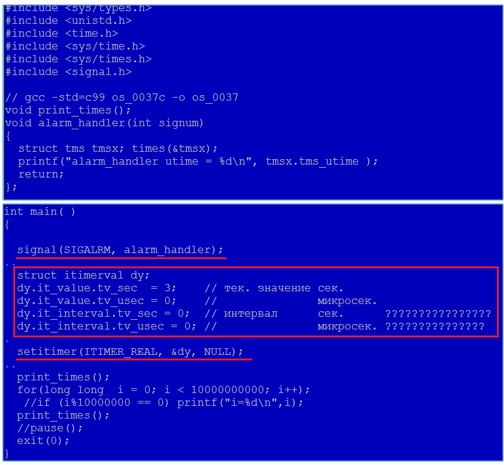 #include <sys/types.h>
#include <unistd.h>
#include <time.h>
#include <sys/time.h>
#include <sys/times.h>
#include <signal.h>
// gcc -std=c99 os_0037c -o os_0037
void print_times();
void alarm_handler(int signum)
{
struct tms tmsx; times(&tmsx);
printf("alarm_handler utime = %d\n", tmsx.tms_utime );
return;
};
int main( )
{
signal(SIGALRM, alarm_handler);
..
struct itimerval dy;
dy.it_value.tv_sec = 3; // тек. значение сек.
dy.it_value.tv_usec = 0; // микросек.
dy.it_interval.tv_sec = 0; // интервал сек. ????????????????
dy.it_interval.tv_usec = 0; // микросек. ???????????????
.
setitimer(ITIMER_REAL, &dy, NULL);
..
print_times();
for(long long i = 0; i < 10000000000; i++);
//if (i%10000000 == 0) printf("i=%d\n",i);
print_times();
//pause();
exit(0);
}